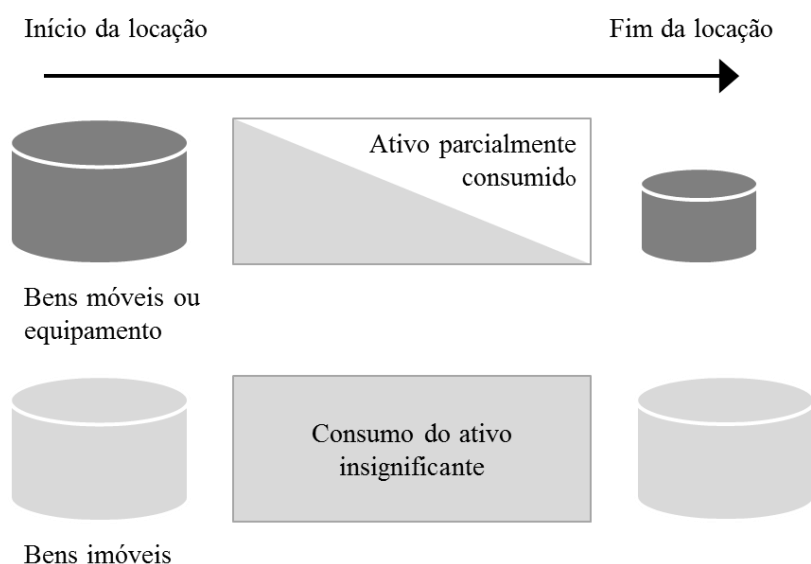 Início da locação
Fim da locação
Ativo parcialmente
consumido
Bens móveis ou
equipamento
Consumo do ativo
insignificante
Bens imóveis